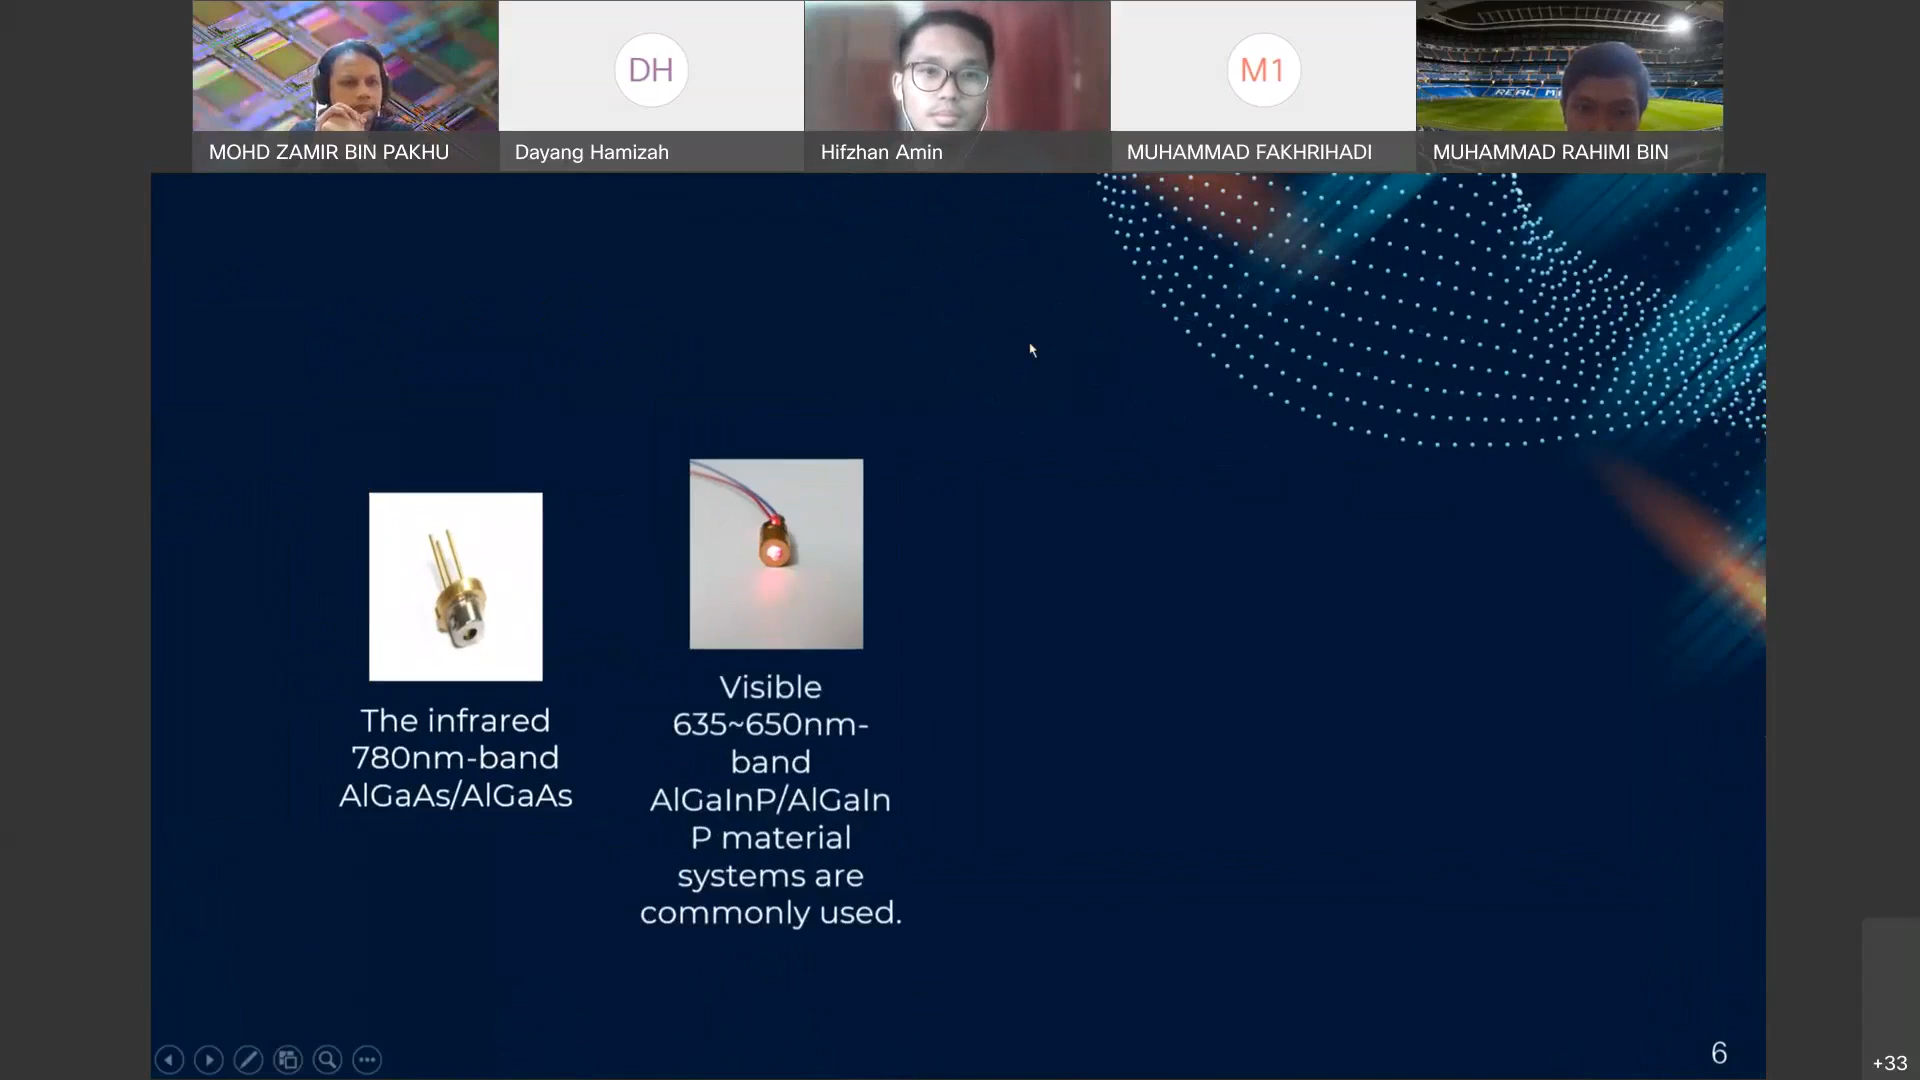 DH
M1
REAL M
MOHD ZAMIR BIN PAKHU
Dayang Hamizah
Hifzhan Amin
MUHAMMAD FAKHRIHADI
MUHAMMAD RAHIMI BIN
The infrared
780nm-band
AlGaAs/AlGaAs
Visible
635~650nm-
band
AlGaInP/AlGaIn
P material
systems are
commonly used.
6
+33